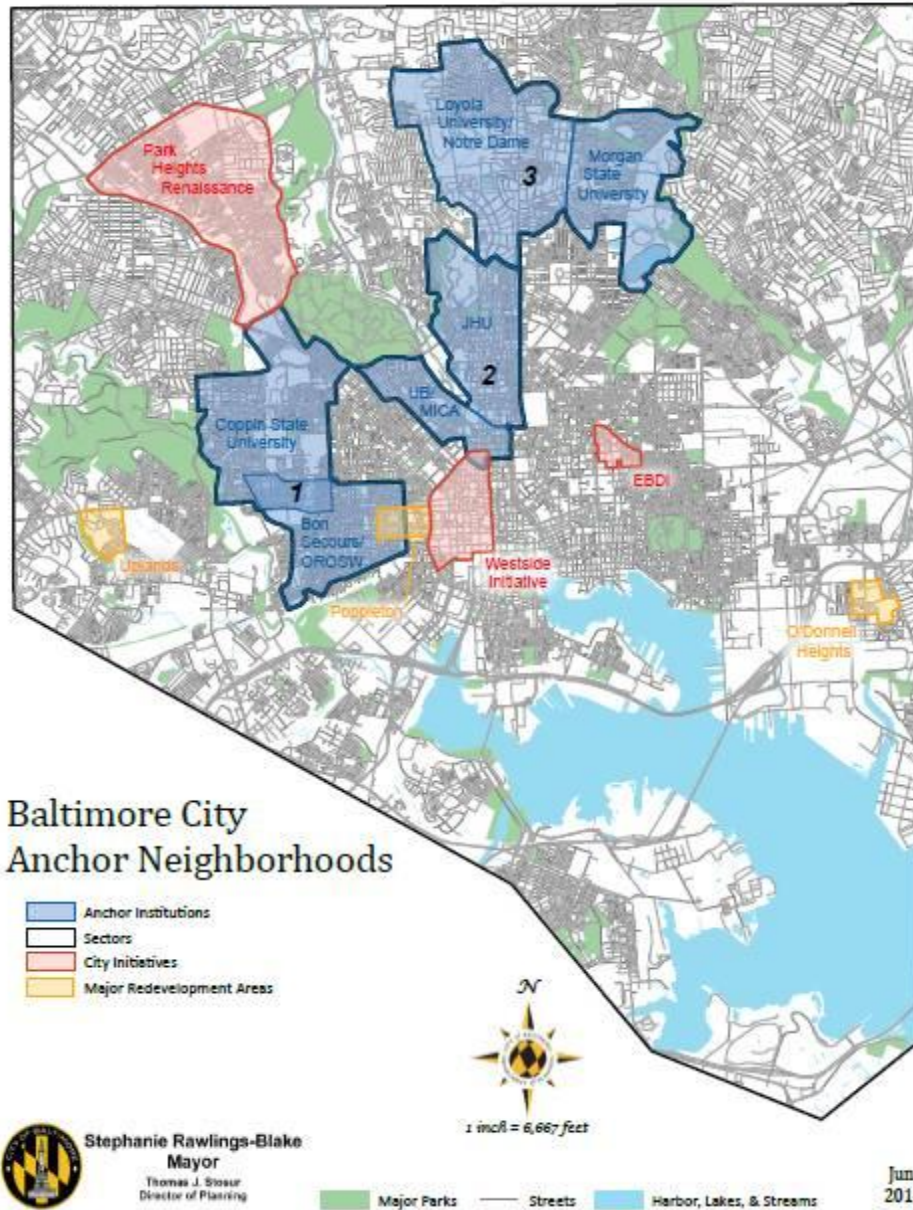 Loyola
University/
Notre Dame
3
Morgan
State
University
Park
Heights
Renaissance
JHU
2
UB/
MICA
Coppin State
University
1
EBDI
Bon
Secours/
OROSW
Uplands
Westside
Initiative
Poppleton
O'Donnell
Heights
Baltimore City
Anchor Neighborhoods
Anchor Institutions
Sectors
City Initiatives
Major Redevelopment Areas
N
1 inch = 6,667 feet
Stephanie Rawlings-Blake
Mayor
Thomas J. Stosur
Director of Planning
Major Parks
Streets
Harbor, Lakes, & Streams
Jun
201